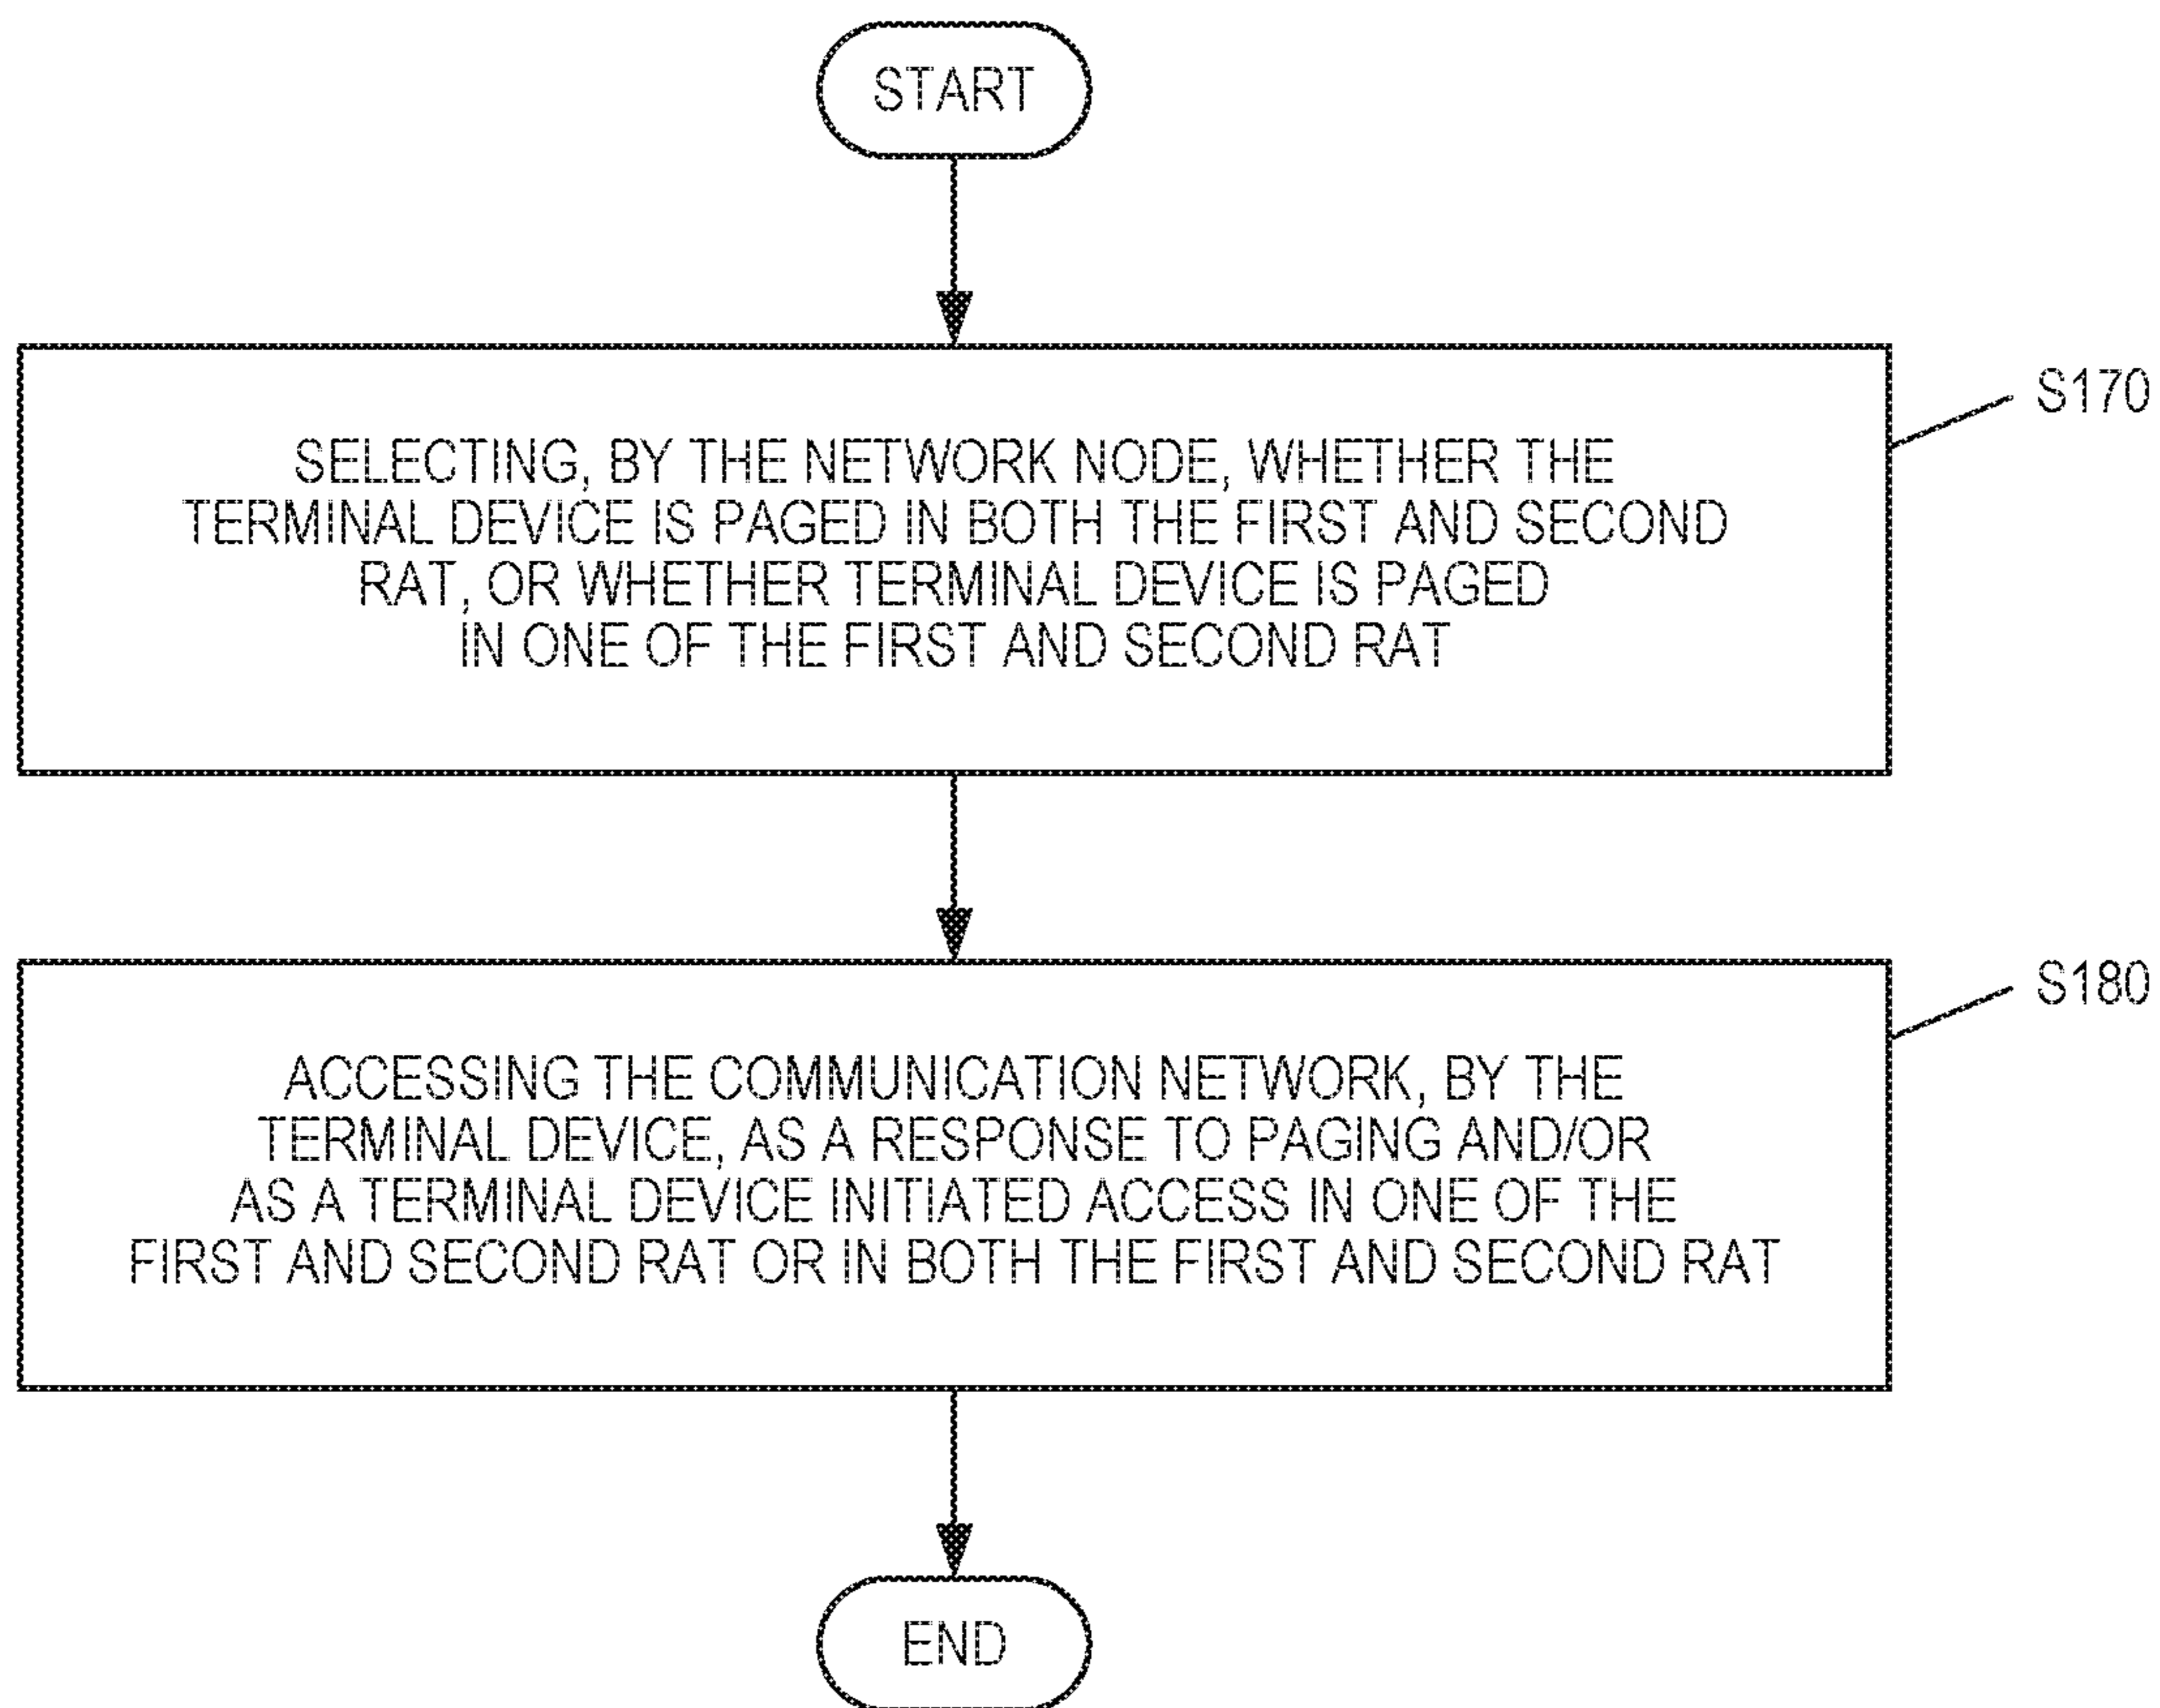 START
S170
SELECTING, BY THE NETWORK NODE, WHETHER THE
TERMINAL DEVICE IS PAGED IN BOTH THE FIRST AND SECOND
RAT, OR WHETHER TERMINAL DEVICE IS PAGED
IN ONE OF THE FIRST AND SECOND RAT
S180
ACCESSING THE COMMUNICATION NETWORK, BY THE
TERMINAL DEVICE, AS A RESPONSE TO PAGING AND/OR
AS A TERMINAL DEVICE INITIATED ACCESS IN ONE OF THE
FIRST AND SECOND RAT OR IN BOTH THE FIRST AND SECOND RAT
END